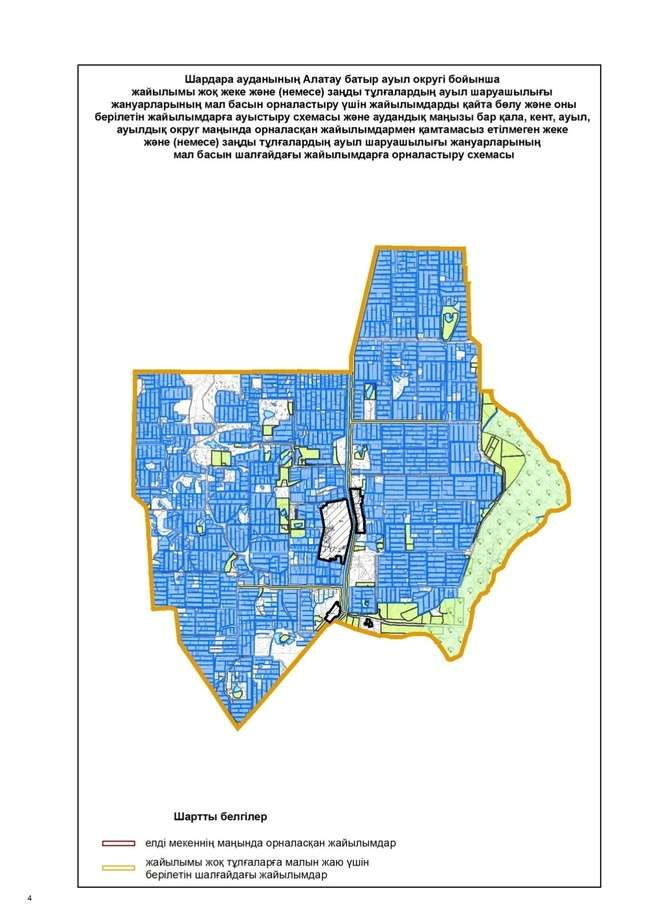 Шардара ауданының Алатау батыр ауыл округі бойынша
жайылымы жоқ жеке және (немесе) заңды тұлғалардың ауыл шаруашылығы
жануарларының мал басын орналастыру үшін жайылымдарды қайта бөлу және оны
берілетін жайылымдарға ауыстыру схемасы және аудандық маңызы бар қала, кент, ауыл,
ауылдық округ маңында орналасқан жайылымдармен қамтамасыз етілмеген жеке
және (немесе) заңды тұлғалардың ауыл шаруашылығы жануарларының
мал басын шалғайдағы жайылымдарға орналастыру схемасы
Шартты белгілер
елді мекеннің маңында орналасқан жайылымдар
жайылымы жоқ тұлғаларға малын жаю үшін
берілетін шалғайдағы жайылымдар
4